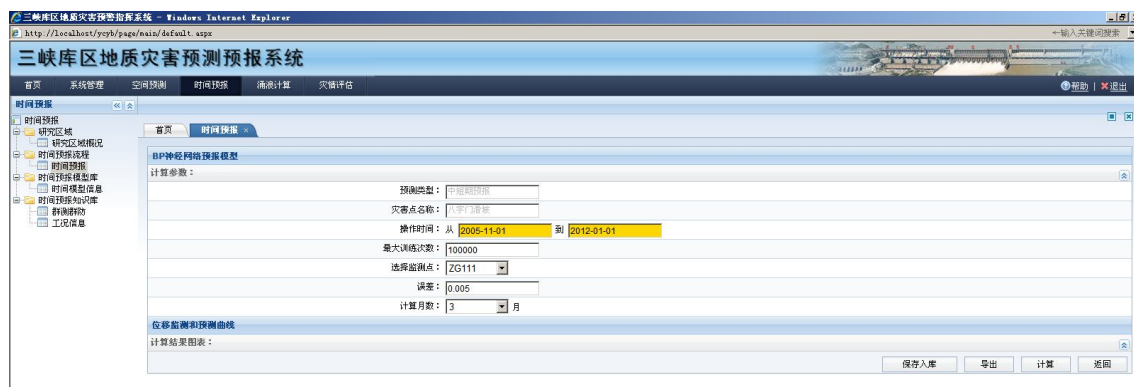 三峡库区地质灾害预警指挥系统 - Windows Internet Explorer
http://localhost/ycyb/page/main/default.aspx
←输入关键词搜索
三峡库区地质灾害预测预报系统
首页 系统管理 空间预测 时间预报 涌浪计算 灾情评估 帮助 | 退出
时间预报
时间预报
研究区域
研究区域概况
时间预报流程
时间预报
时间预报模型库
时间模型信息
时间预报知识库
群测群防
工况信息
首页 时间预报 ×
BP神经网络预报模型
计算参数：
预测类型： 中短期预报
灾害点名称： 八字门滑坡
操作时间： 从 2005-11-01 到 2012-01-01
最大训练次数： 100000
选择监测点： ZG111
误差： 0.005
计算月数： 3 月
位移监测和预测曲线
计算结果图表：
保存入库 导出 计算 返回